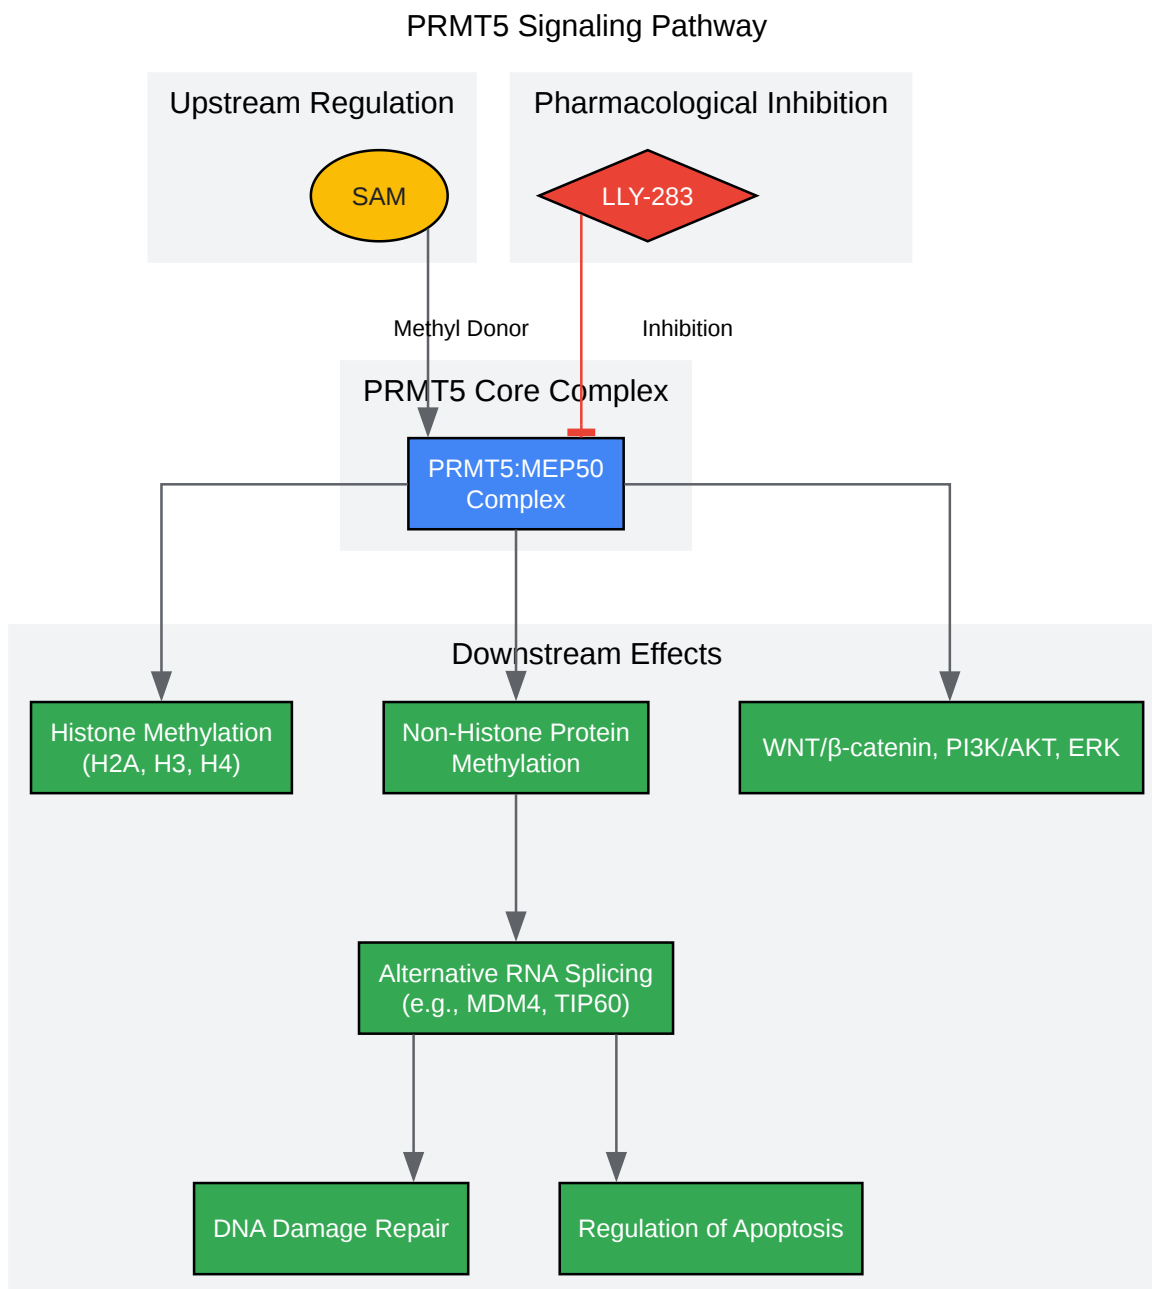 PRMT5 Signaling Pathway
Upstream Regulation
Pharmacological Inhibition
SAM
LLY-283
Methyl Donor
Inhibition
PRMT5 Core Complex
PRMT5:MEP50
Complex
Downstream Effects
Histone Methylation
(H2A, H3, H4)
Non-Histone Protein
Methylation
WNT/β-catenin, PI3K/AKT, ERK
Alternative RNA Splicing
(e.g., MDM4, TIP60)
DNA Damage Repair
Regulation of Apoptosis